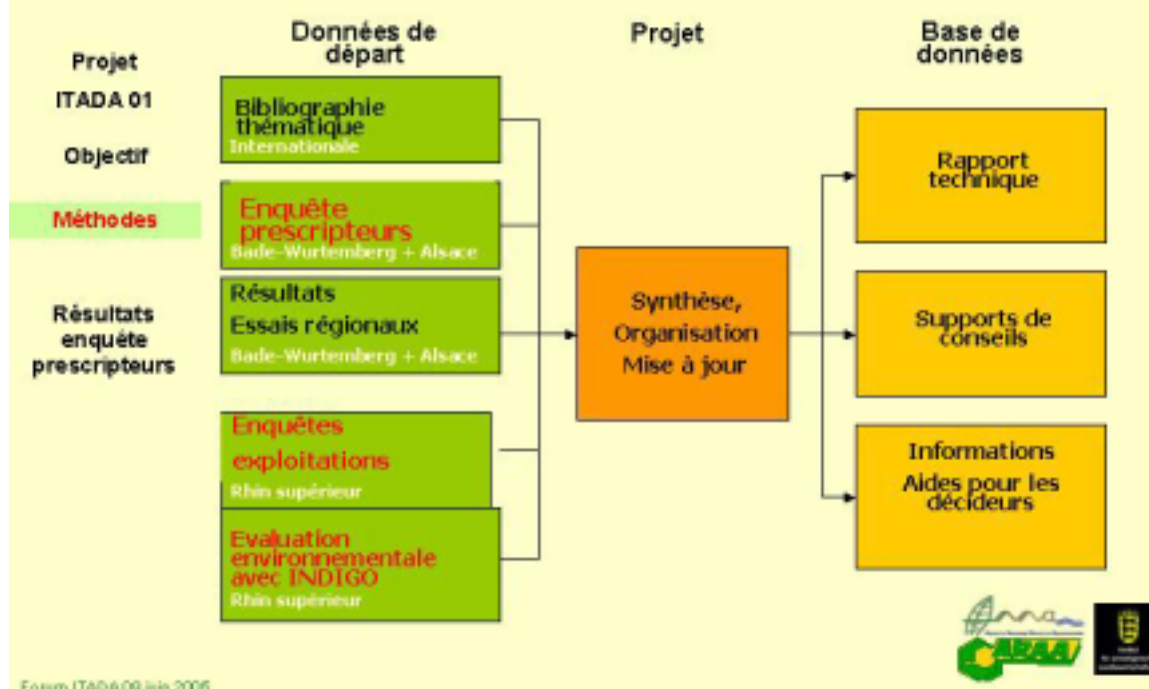 Projet
ITADA 01
Objectif
Méthodes
Résultats
enquête
prescripteurs
Données de
départ
Bibliographie
thématique
Internationale
Enquête
prescripteurs
Bade-Wurtemberg + Alsace
Résultats
Essais régionaux
Bade-Wurtemberg + Alsace
Enquêtes
exploitations
Rhin supérieur
Evaluation
environnementale
avec INDIGO
Rhin supérieur
Projet
Synthèse,
Organisation
Mise à jour
Base de
données
Rapport
technique
Supports de
conseils
Informations
Aides pour les
décideurs
ARAA
Forum ITADA 09 juin 2005